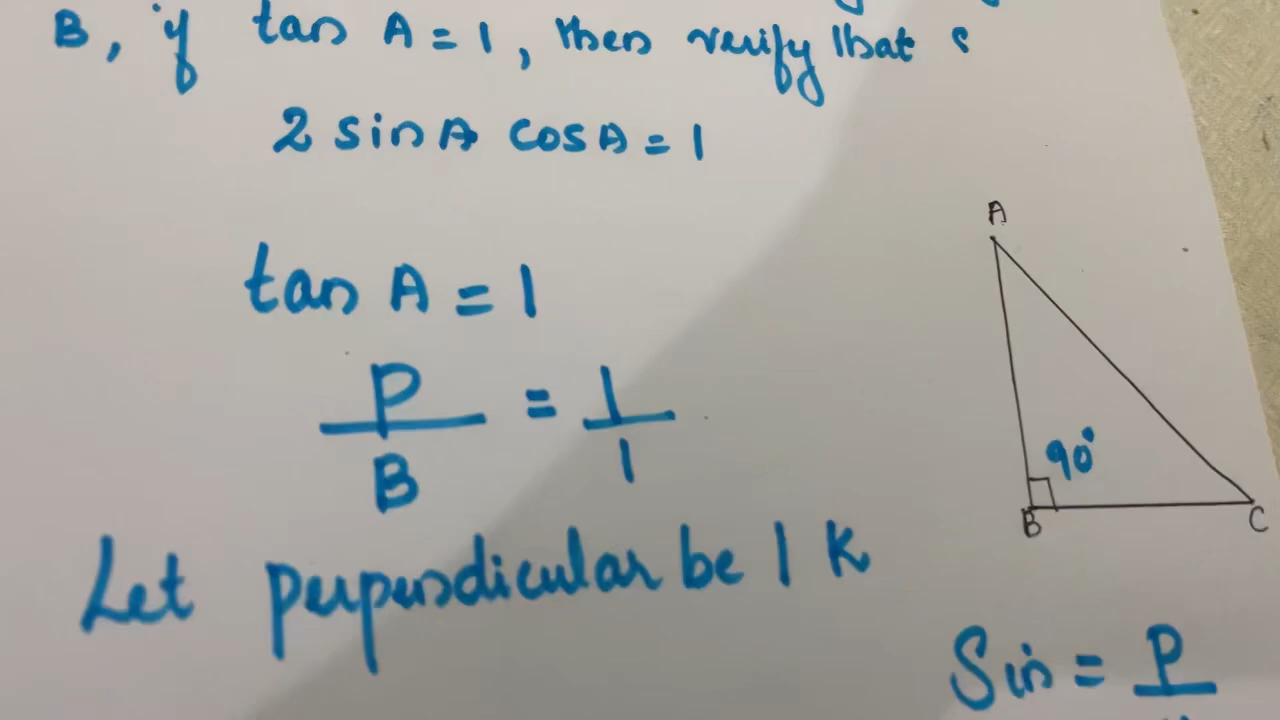 B, if tan A = 1, then verify that
2 sin A cos A = 1
tan A = 1
P
B
=
1
1
Let perpendicular be 1 K
A
90°
B
C
Sin = P